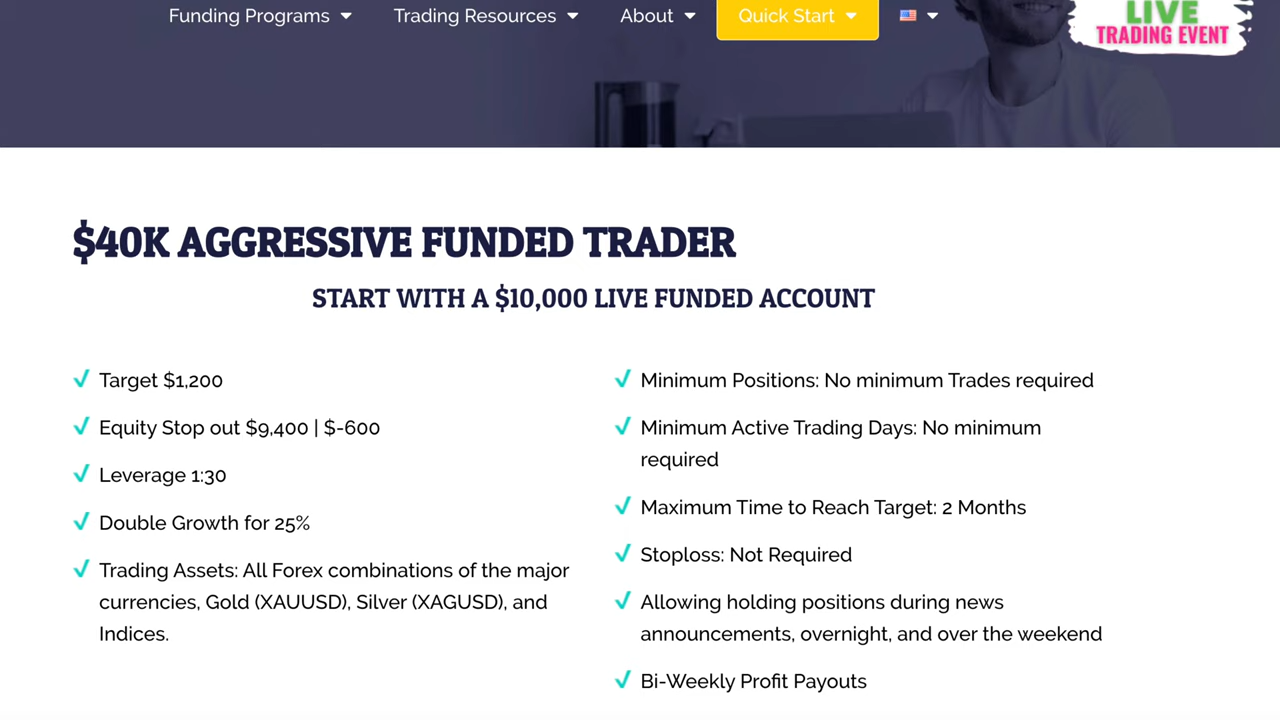 Funding Programs
Trading Resources
About
Quick Start
LIVE
TRADING EVENT
$40K AGGRESSIVE FUNDED TRADER
START WITH A $10,000 LIVE FUNDED ACCOUNT
Target $1,200
Equity Stop out $9,400 | $-600
Leverage 1:30
Double Growth for 25%
Trading Assets: All Forex combinations of the major
currencies, Gold (XAUUSD), Silver (XAGUSD), and
Indices.
Minimum Positions: No minimum Trades required
Minimum Active Trading Days: No minimum
required
Maximum Time to Reach Target: 2 Months
Stoploss: Not Required
Allowing holding positions during news
announcements, overnight, and over the weekend
Bi-Weekly Profit Payouts